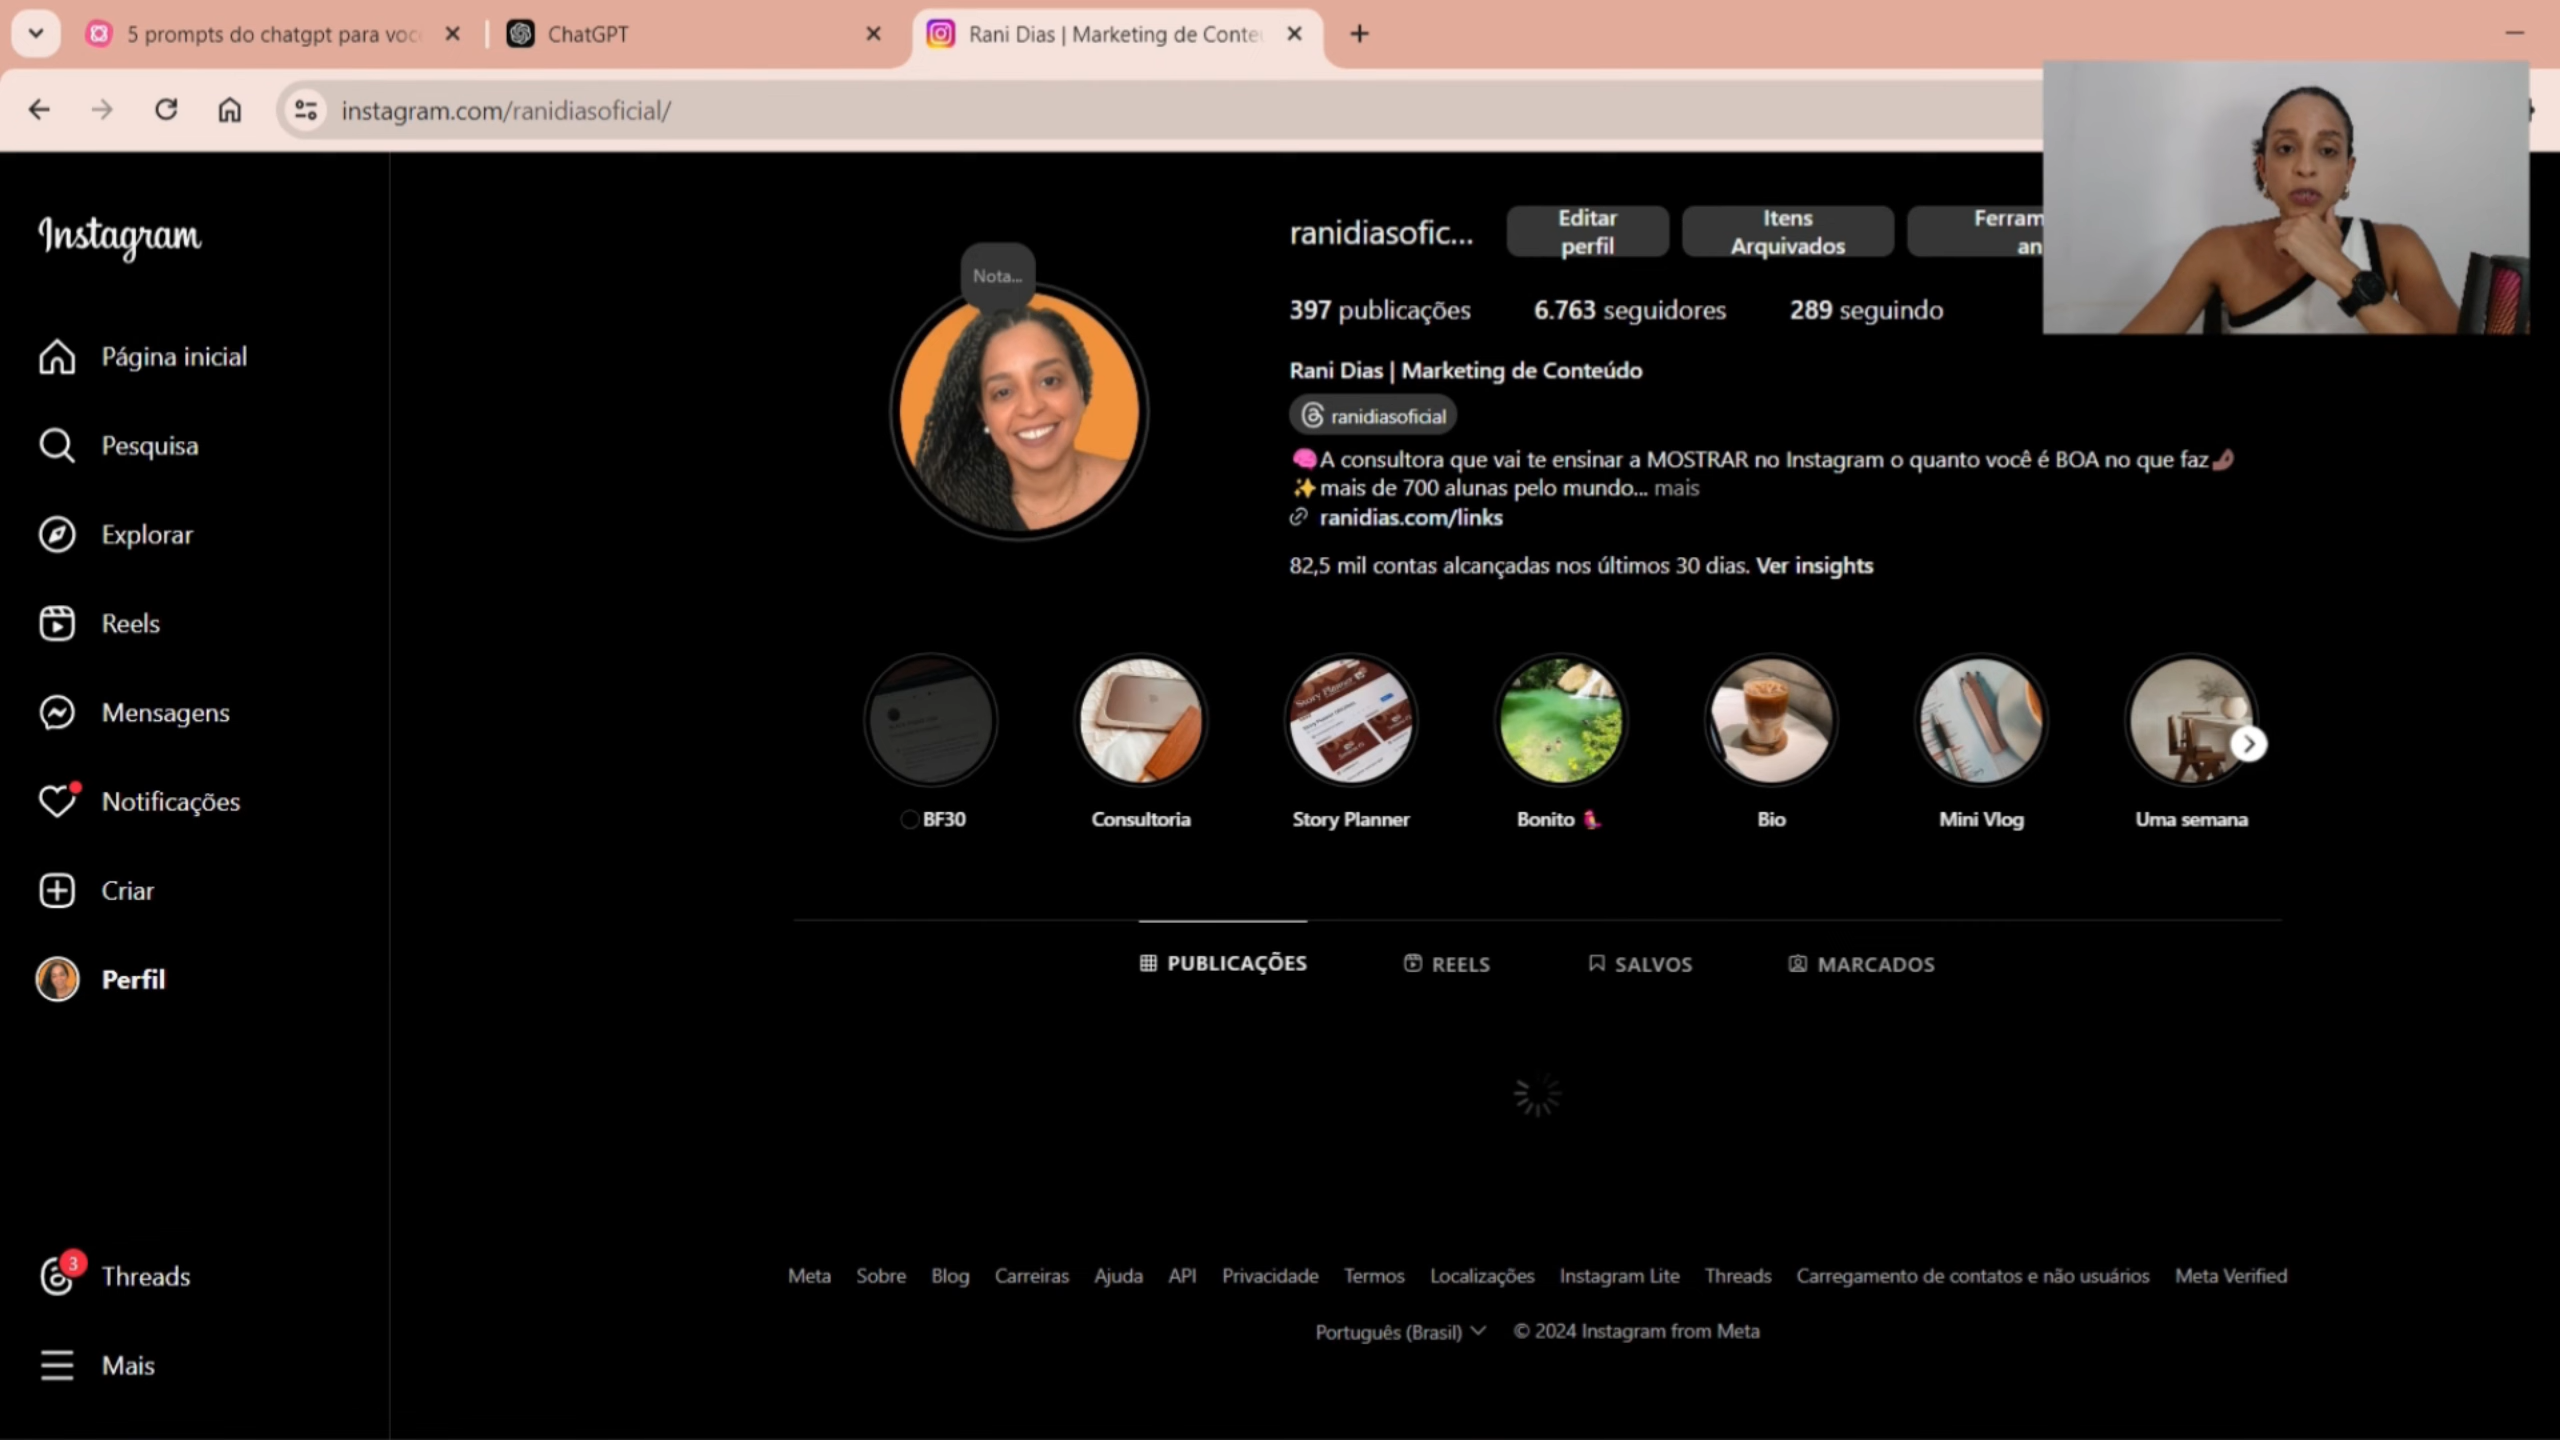 5 prompts do chatgpt para voc
ChatGPT
Rani Dias | Marketing de Conte
instagram.com/ranidiasoficial/
Instagram
Página inicial
Pesquisa
Explorar
Reels
Mensagens
Notificações
Criar
Perfil
3
Threads
Mais
Nota...
ranidiasofic...
Editar perfil
Itens Arquivados
Ferram
an
397 publicações
6.763 seguidores
289 seguindo
Rani Dias | Marketing de Conteúdo
ranidiasoficial
🧠A consultora que vai te ensinar a MOSTRAR no Instagram o quanto você é BOA no que faz🤌🏽
✨mais de 700 alunas pelo mundo... mais
ranidias.com/links
82,5 mil contas alcançadas nos últimos 30 dias. Ver insights
Story Planner
BF30
Consultoria
Story Planner
Bonito 🦜
Bio
Mini Vlog
Uma semana
PUBLICAÇÕES
REELS
SALVOS
MARCADOS
Meta Sobre Blog Carreiras Ajuda API Privacidade Termos Localizações Instagram Lite Threads Carregamento de contatos e não usuários Meta Verified
Português (Brasil) © 2024 Instagram from Meta